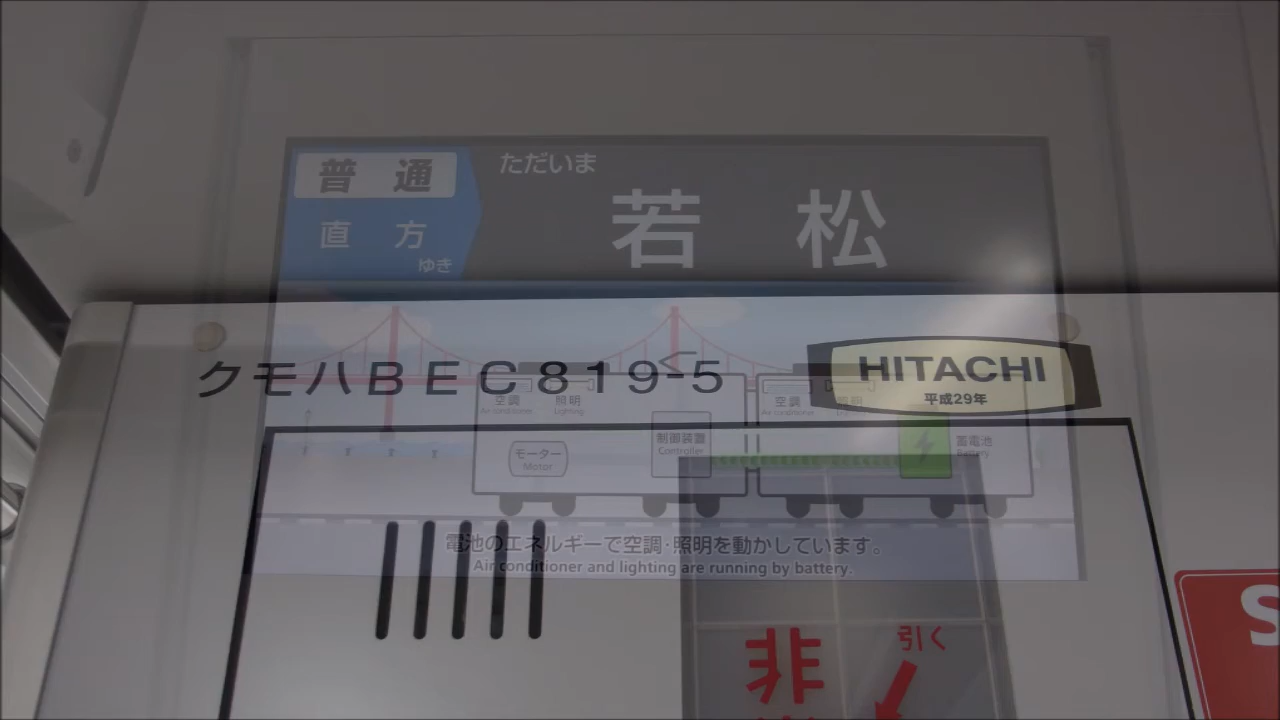 普通
ただいま
若松
直方
ゆき
クモハBEC819-5
HITACHI
平成29年
空調
Air conditioner
照明
Lighting
空調
Air conditioner
照明
制御装置
Controller
蓄電池
Battery
モーター
Motor
電池のエネルギーで空調・照明を動かしています。
Air conditioner and lighting are running by battery.
引く
非
S